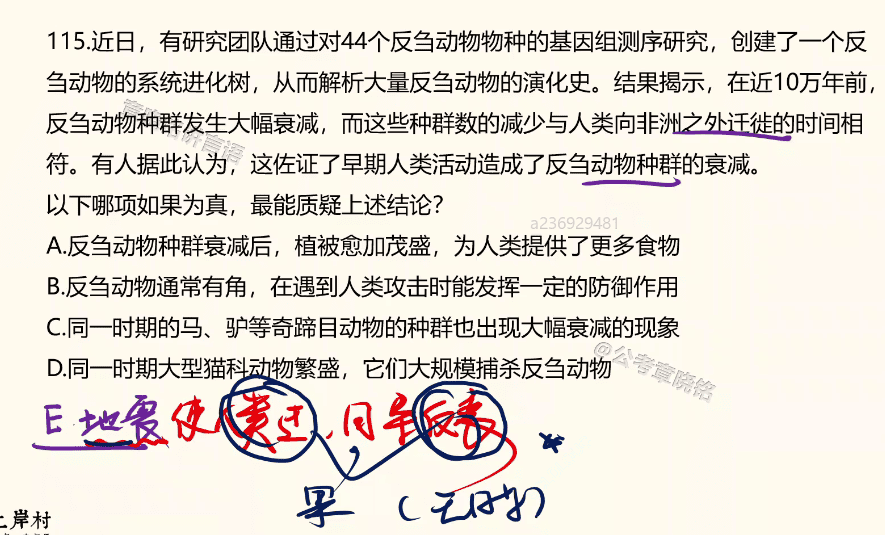 115.近日，有研究团队通过对44个反刍动物物种的基因组测序研究，创建了一个反
刍动物的系统进化树，从而解析大量反刍动物的演化史。结果揭示，在近10万年前，
反刍动物种群发生大幅衰减，而这些种群数的减少与人类向非洲之外迁徙的时间相
符。有人据此认为，这佐证了早期人类活动造成了反刍动物种群的衰减。
以下哪项如果为真，最能质疑上述结论？
a236929481
A.反刍动物种群衰减后，植被愈加茂盛，为人类提供了更多食物
B.反刍动物通常有角，在遇到人类攻击时能发挥一定的防御作用
C.同一时期的马、驴等奇蹄目动物的种群也出现大幅衰减的现象
D.同一时期大型猫科动物繁盛，它们大规模捕杀反刍动物
@公考章晓铭
E.地震使人类迁，同年反衰
果（无因果）
上岸村